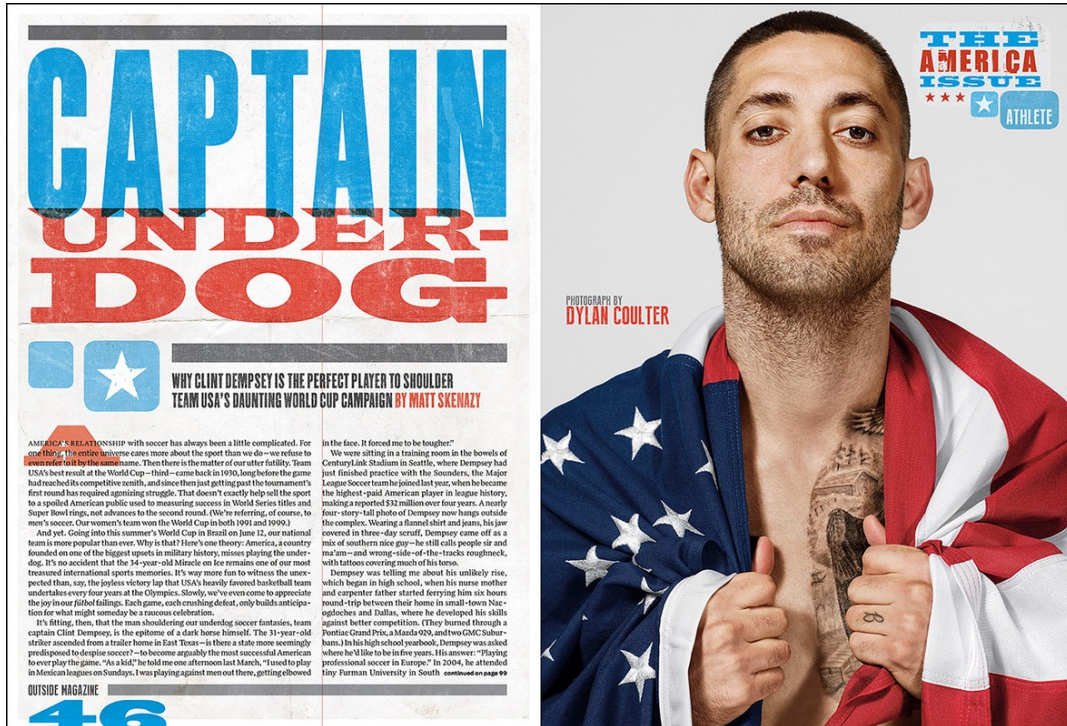 CAPTAIN
UNDER-
DOG
WHY CLINT DEMPSEY IS THE PERFECT PLAYER TO SHOULDER
TEAM USA'S DAUNTING WORLD CUP CAMPAIGN BY MATT SKENAZY
A
AMERICA'S RELATIONSHIP with soccer has always been a little complicated. For
one thing, the entire universe cares more about the sport than we do—we refuse to
even refer to it by the same name. Then there is the matter of our utter futility. Team
USA's best result at the World Cup—third—came back in 1930, long before the game
had reached its competitive zenith, and since then just getting past the tournament's
first round has required agonizing struggle. That doesn't exactly help sell the sport
to a spoiled American public used to measuring success in World Series titles and
Super Bowl rings, not advances to the second round. (We're referring, of course, to
men's soccer. Our women's team won the World Cup in both 1991 and 1999.)
And yet. Going into this summer's World Cup in Brazil on June 12, our national
team is more popular than ever. Why is that? Here's one theory: America, a country
founded on one of the biggest upsets in military history, misses playing the under-
dog. It's no accident that the 34-year-old Miracle on Ice remains one of our most
treasured international sports memories. It's way more fun to witness the unex-
pected than, say, the joyless victory lap that USA's heavily favored basketball team
undertakes every four years at the Olympics. Slowly, we've even come to appreciate
the joy in our fútbol failings. Each game, each crushing defeat, only builds anticipa-
tion for what might someday be a raucous celebration.
It's fitting, then, that the man shouldering our underdog soccer fantasies, team
captain Clint Dempsey, is the epitome of a dark horse himself. The 31-year-old
striker ascended from a trailer home in East Texas—is there a state more seemingly
predisposed to despise soccer?—to become arguably the most successful American
to ever play the game. "As a kid," he told me one afternoon last March, "I used to play
in Mexican leagues on Sundays. I was playing against men out there, getting elbowed
in the face. It forced me to be tougher."
We were sitting in a training room in the bowels of
CenturyLink Stadium in Seattle, where Dempsey had
just finished practice with the Sounders, the Major
League Soccer team he joined last year, when he became
the highest-paid American player in league history,
making a reported $32 million over four years. A nearly
four-story-tall photo of Dempsey now hangs outside
the complex. Wearing a flannel shirt and jeans, his jaw
covered in three-day scruff, Dempsey came off as a
mix of southern nice guy—he still calls people sir and
ma'am—and wrong-side-of-the-tracks roughneck,
with tattoos covering much of his torso.
Dempsey was telling me about his unlikely rise,
which began in high school, when his nurse mother
and carpenter father started ferrying him six hours
round-trip between their home in small-town Nac-
ogdoches and Dallas, where he developed his skills
against better competition. (They burned through a
Pontiac Grand Prix, a Mazda 929, and two GMC Subur-
bans.) In his high school yearbook, Dempsey was asked
where he'd like to be in five years. His answer: "Playing
professional soccer in Europe." In 2004, he attended
tiny Furman University in South continued on page 99
OUTSIDE MAGAZINE
46
THE
AMERICA
ISSUE
ATHLETE
PHOTOGRAPH BY
DYLAN COULTER